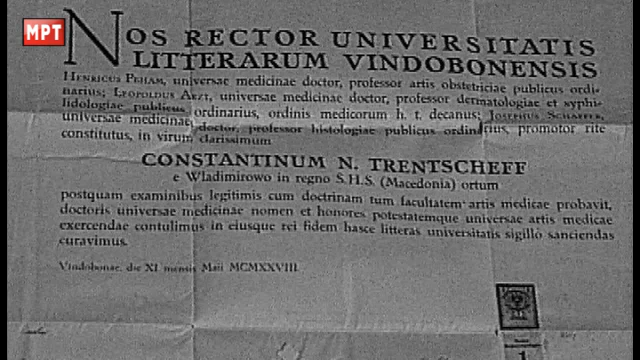 МРТ
NOS RECTOR UNIVERSITATIS
LITTERARUM VINDOBONENSIS
HENRICUS PEHAM, universae medicinae doctor, professor artis obstetriciae publicus ordi-
narius; LEOPOLDUS ARZT, universae medicinae doctor, professor dermatologiae et syphi-
lidologiae publicus ordinarius, ordinis medicorum h. t. decanus; JOSEPHUS SCHAFFER,
universae medicinae doctor, professor histologiae publicus ordinarius, promotor rite
constitutus, in virum clarissimum
CONSTANTINUM N. TRENTSCHEFF
e Wladimirowo in regno S.H.S. (Macedonia) ortum
postquam examinibus legitimis cum doctrinam tum facultatem artis medicae probavit,
doctoris universae medicinae nomen et honores potestatemque universae artis medicae
exercendae contulimus in eiusque rei fidem hasce litteras universitatis sigillo sanciendas
curavimus.
Vindobonae, die XI mensis Maii MCMXXVIII.
1